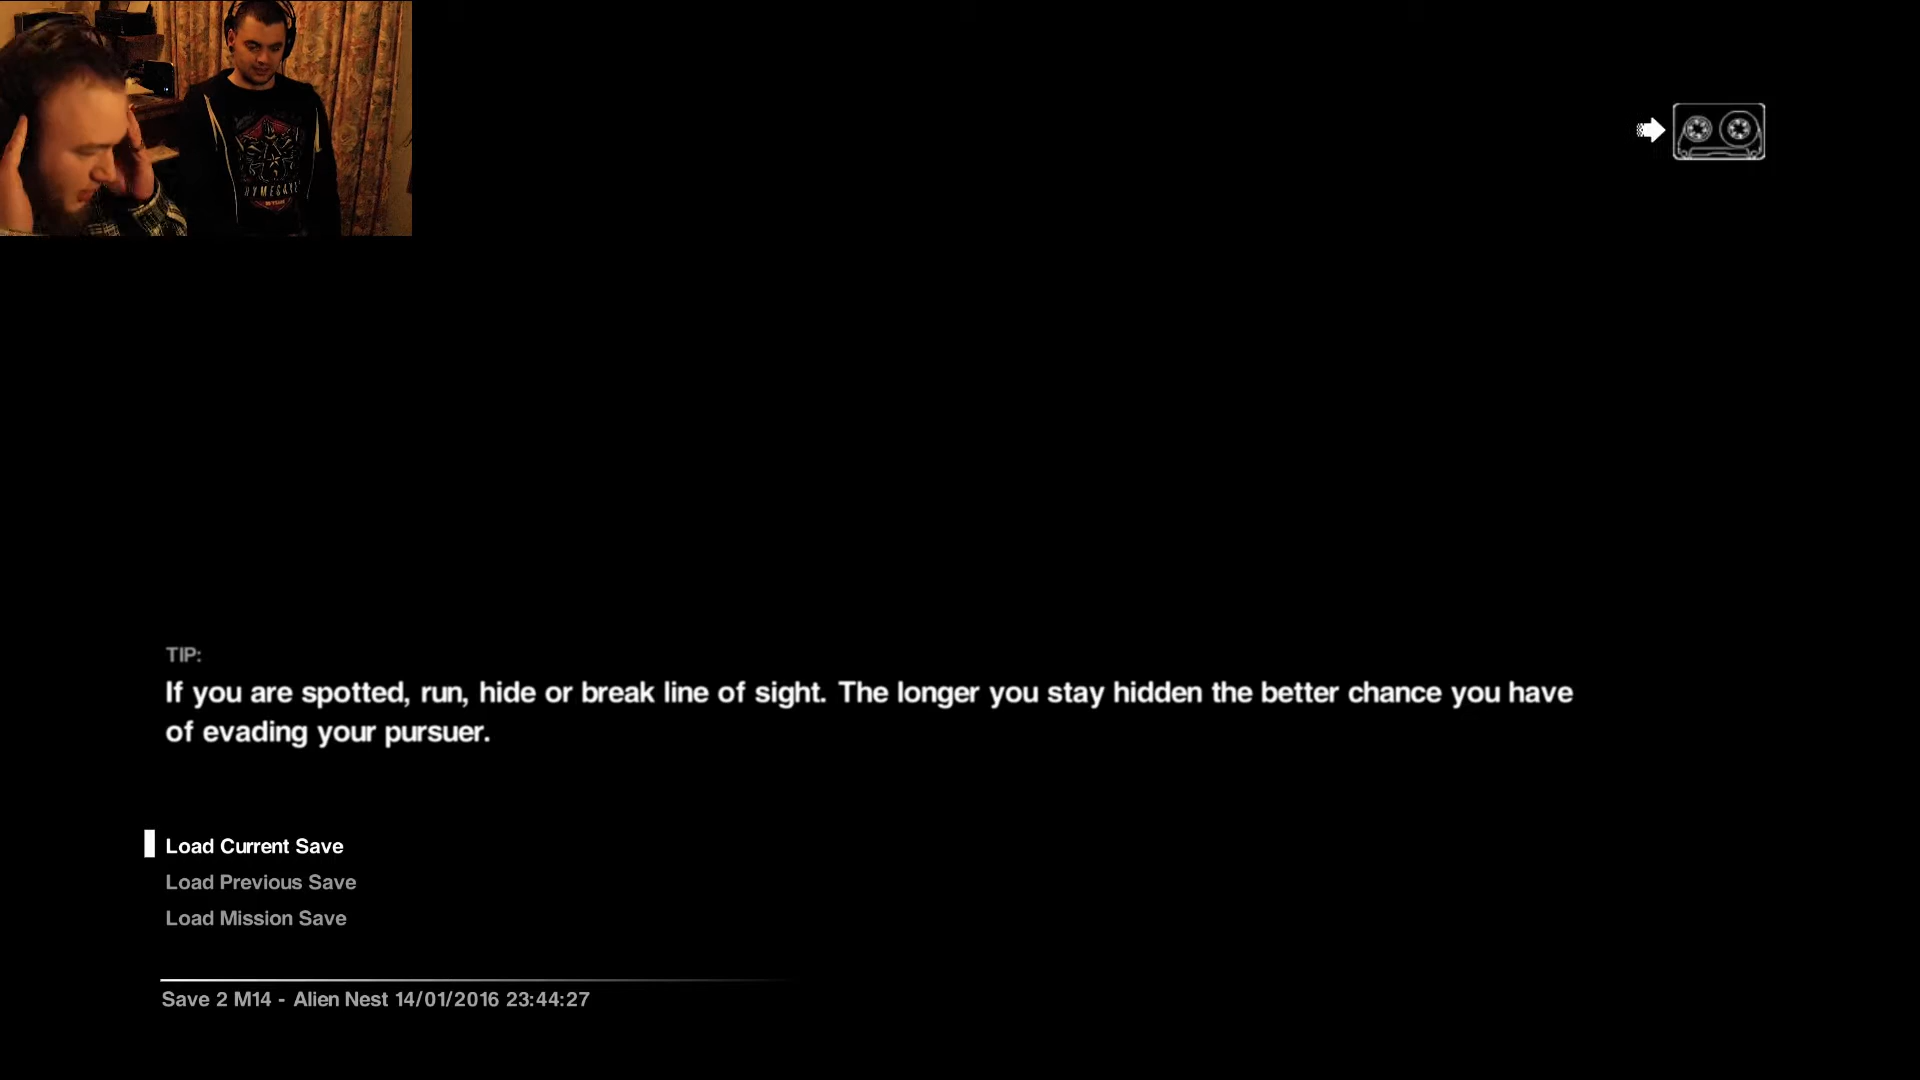 TIP:
If you are spotted, run, hide or break line of sight. The longer you stay hidden the better chance you have
of evading your pursuer.
Load Current Save
Load Previous Save
Load Mission Save
Save 2 M14 - Alien Nest 14/01/2016 23:44:27